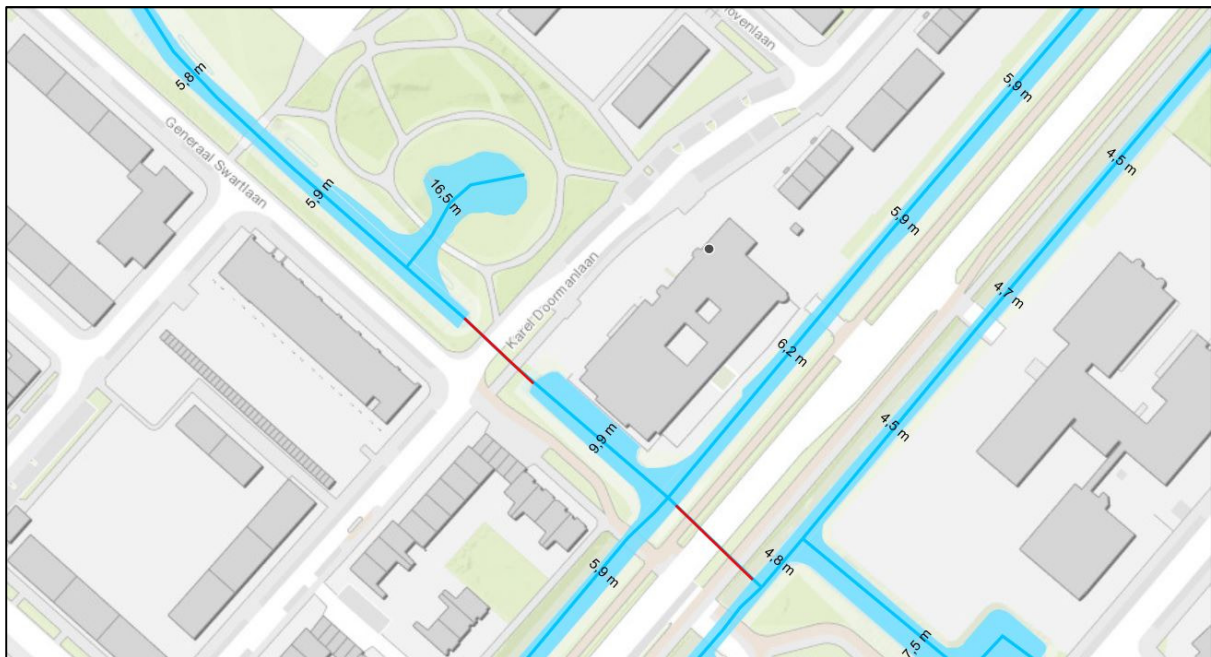 ovenlaan
5,8 m
5,9 m
Generaal Swartlaan
4,5 m
5,9 m
16,5 m
5,9 m
Karel Doormanlaan
4,7 m
6,2 m
4,5 m
9,9 m
4,8 m
5,9 m
7,5 m